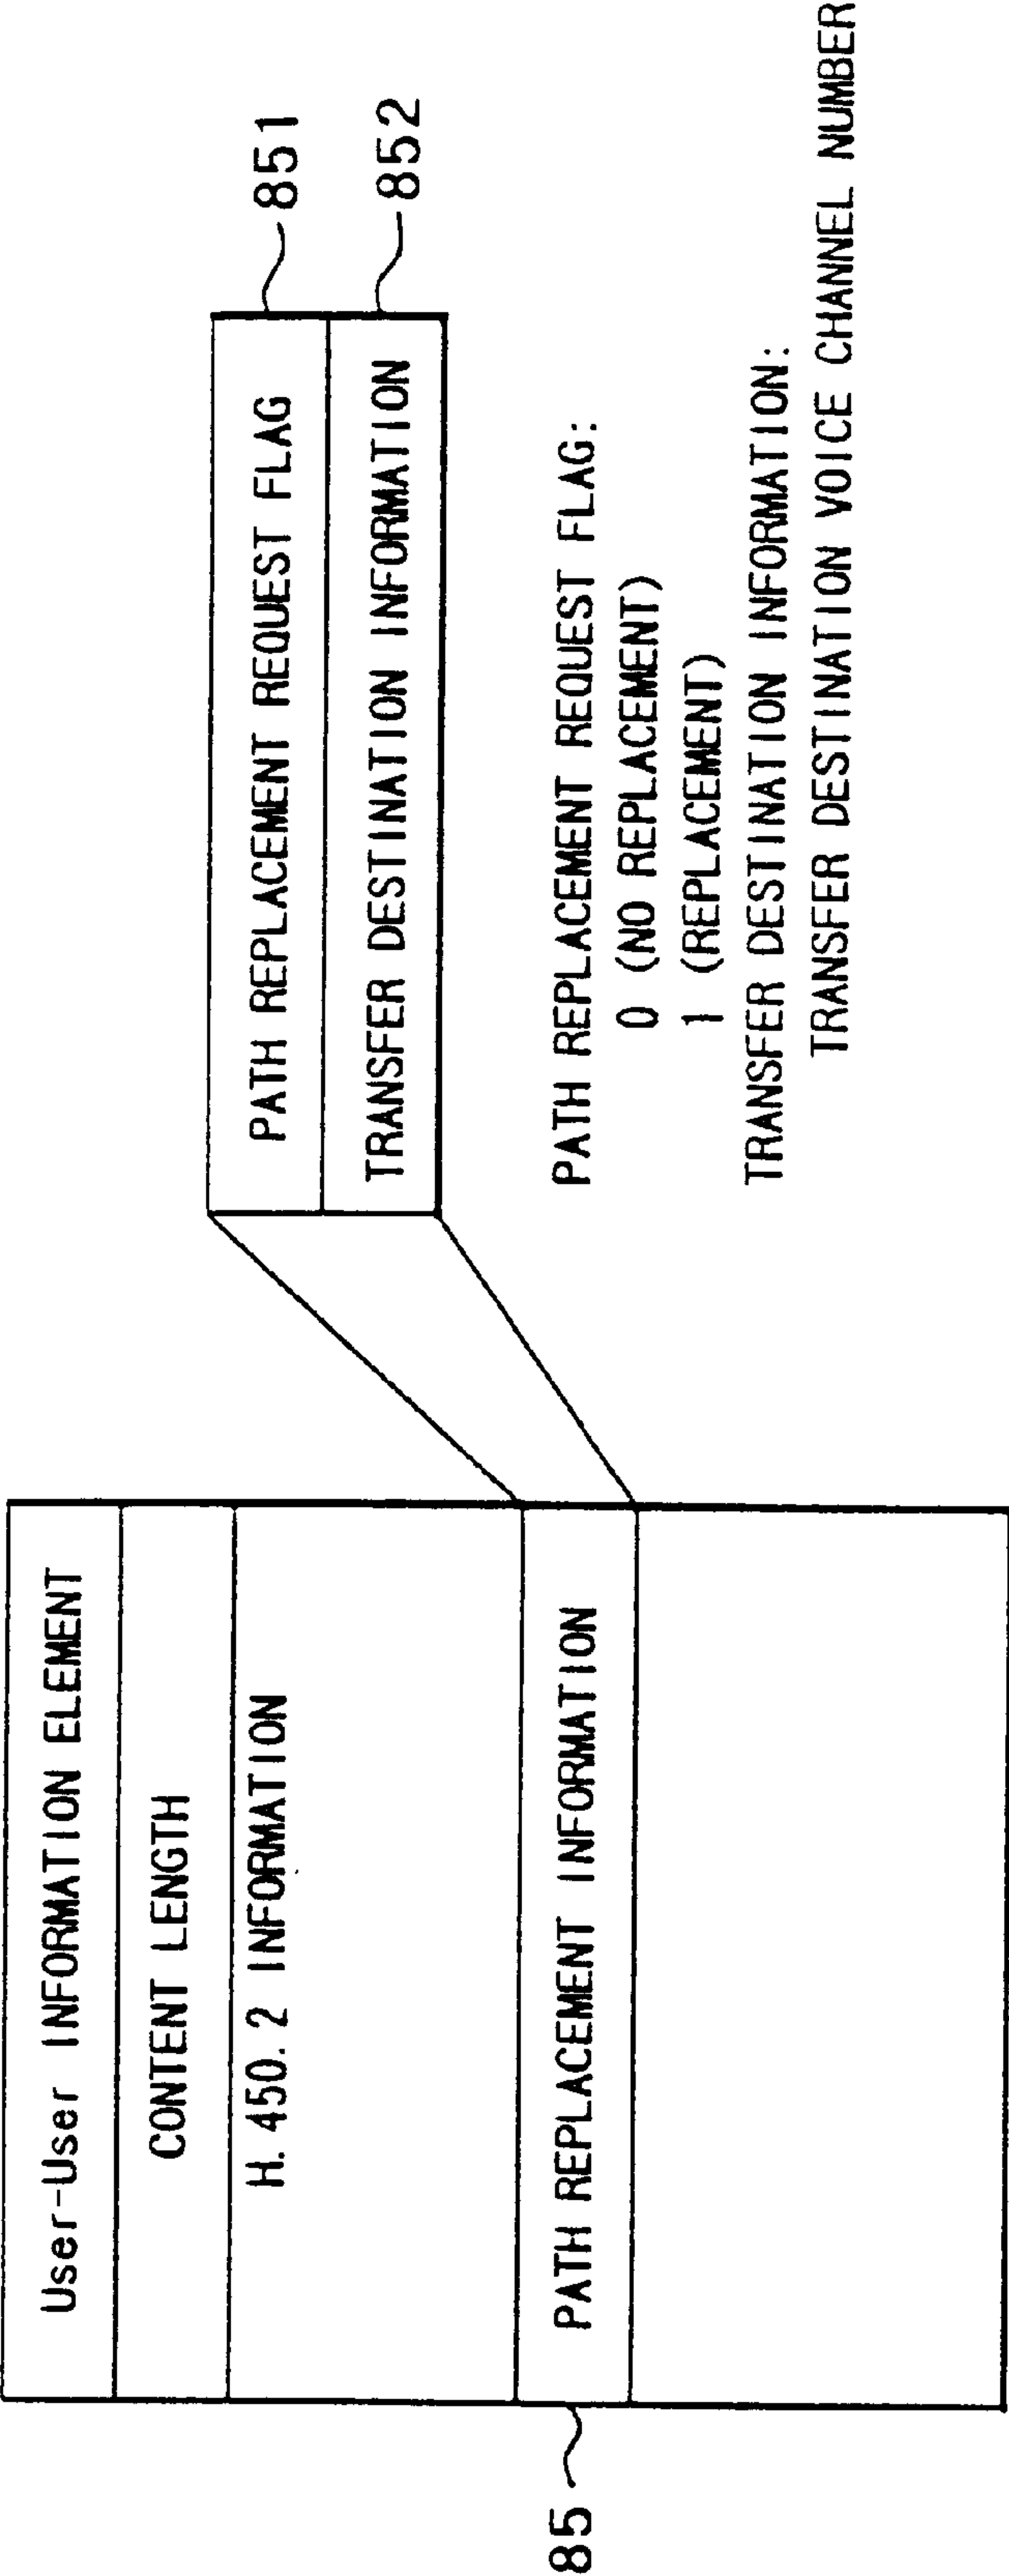 User-User INFORMATION ELEMENT
CONTENT LENGTH
H. 450. 2 INFORMATION
85
PATH REPLACEMENT INFORMATION
PATH REPLACEMENT REQUEST FLAG
851
TRANSFER DESTINATION INFORMATION
852
PATH REPLACEMENT REQUEST FLAG:
0 (NO REPLACEMENT)
1 (REPLACEMENT)
TRANSFER DESTINATION INFORMATION:
TRANSFER DESTINATION VOICE CHANNEL NUMBER